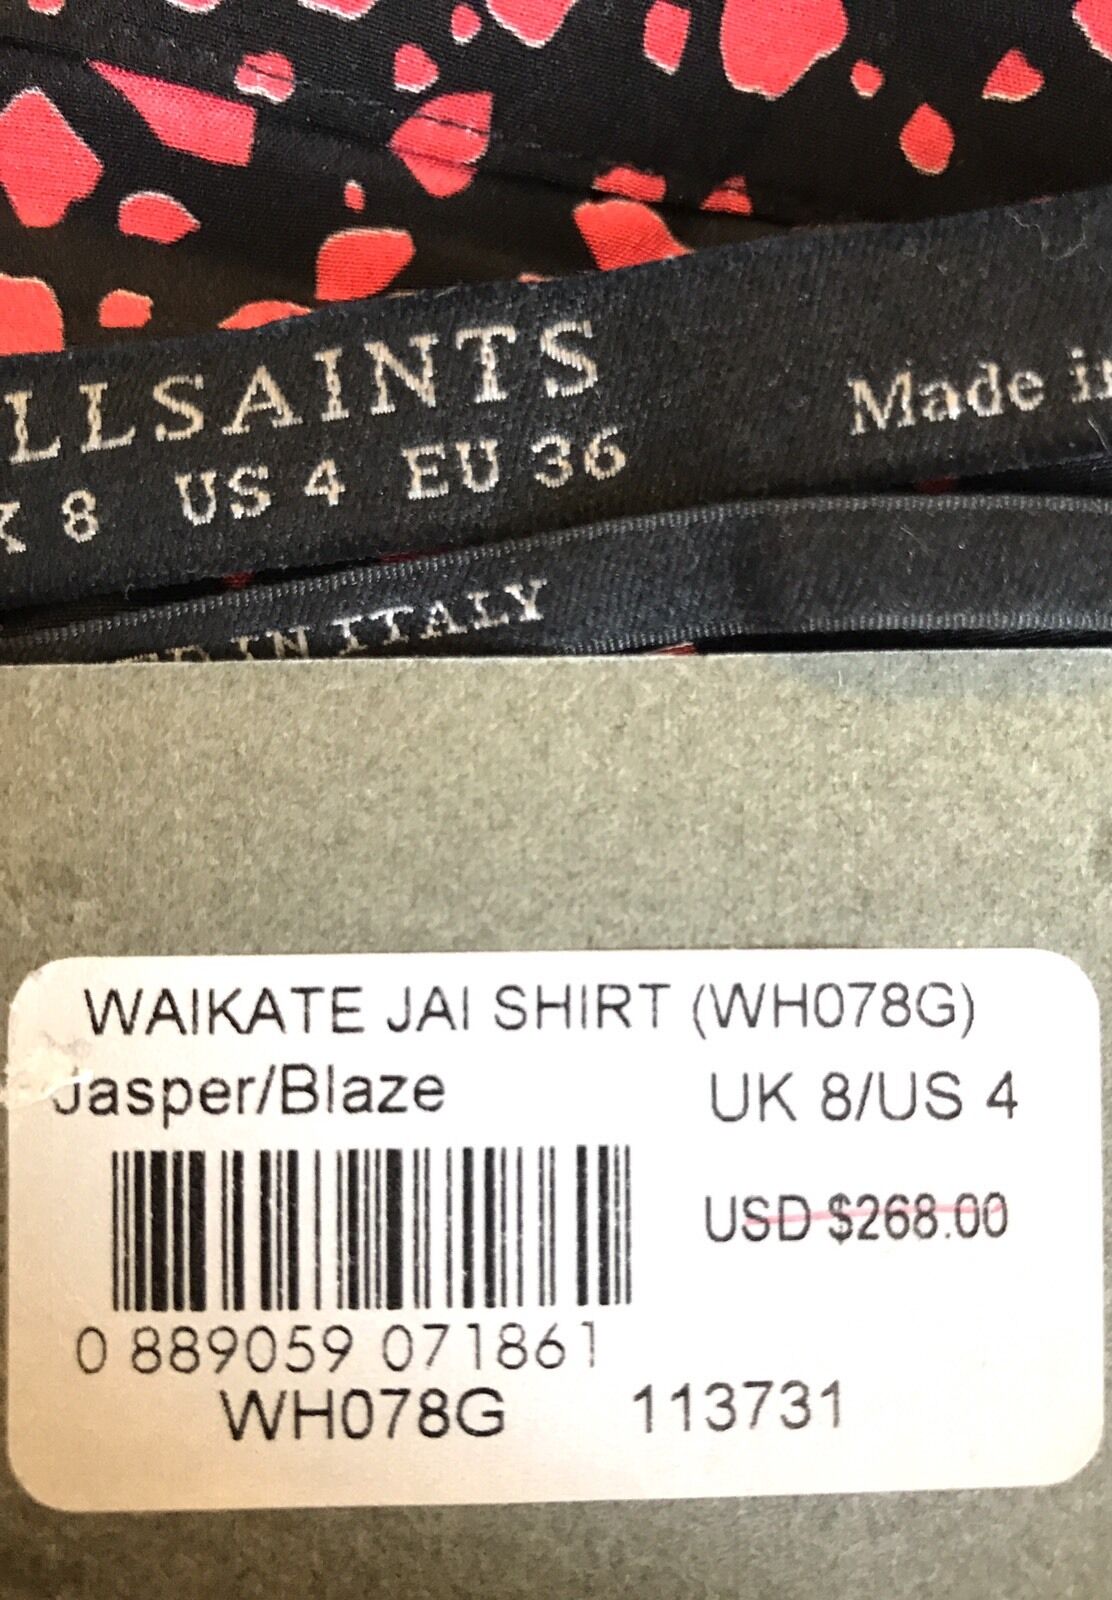 LLSAINTS
8 US 4 EU 36
Made in
IN ITALY
WAIKATE JAI SHIRT (WH078G)
Jasper/Blaze
UK 8/US 4
USD $268.00
0 889059 071861
WH078G 113731